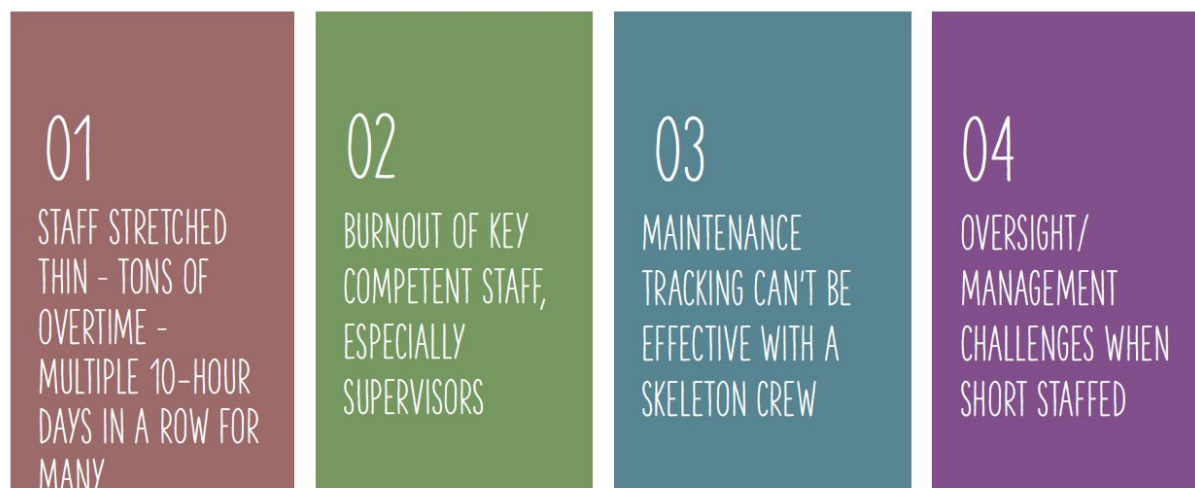 01
STAFF STRETCHED
THIN - TONS OF
OVERTIME -
MULTIPLE 10-HOUR
DAYS IN A ROW FOR
MANY
02
BURNOUT OF KEY
COMPETENT STAFF,
ESPECIALLY
SUPERVISORS
03
MAINTENANCE
TRACKING CAN'T BE
EFFECTIVE WITH A
SKELETON CREW
04
OVERSIGHT/
MANAGEMENT
CHALLENGES WHEN
SHORT STAFFED